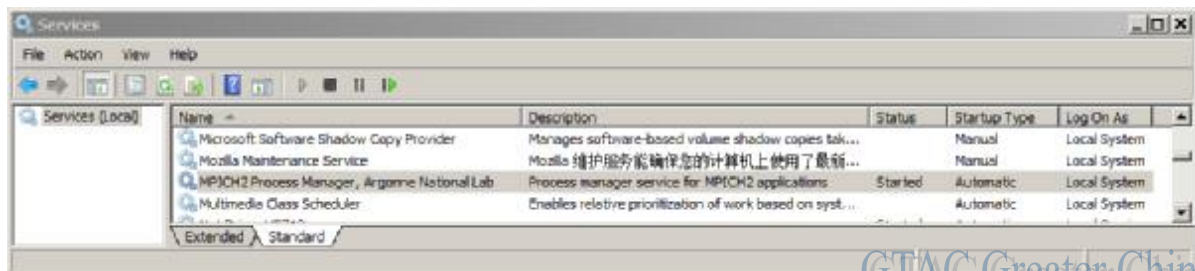 Services
File Action View Help
Services (Local)
Name Description Status Startup Type Log On As
Microsoft Software Shadow Copy Provider Manages software-based volume shadow copies tak... Manual Local System
Mozilla Maintenance Service Mozilla 维护服务能确保您的计算机上使用了最新... Manual Local System
MPICH2 Process Manager, Argonne National Lab Process manager service for MPICH2 applications Started Automatic Local System
Multimedia Class Scheduler Enables relative prioritization of work based on syst... Automatic Local System
Extended Standard
GTAC Greater Chin